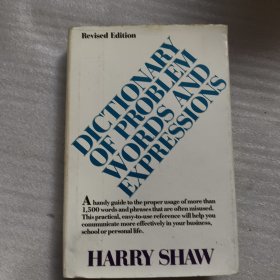 Revised Edition
DICTIONARY
OF PROBLEM
WORDS AND
EXPRESSIONS
A handy guide to the proper usage of more than
1,500 words and phrases that are often misused.
This practical, easy-to-use reference will help you
communicate more effectively in your business,
school or personal life.
HARRY SHAW